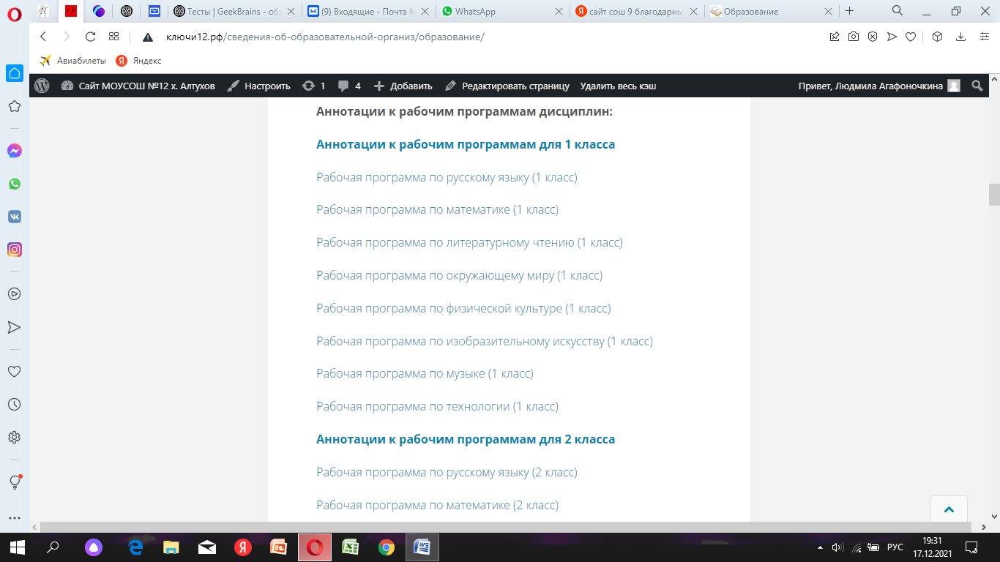 Тесты | GeekBrains - обр
(9) Входящие - Почта M
WhatsApp
сайт сош 9 благодарны
Образование
ключи12.рф/сведения-об-образовательной-организ/образование/
Авиабилеты
Яндекс
Сайт МОУСОШ №12 х. Алтухов
Настроить
1
4
Добавить
Редактировать страницу
Удалить весь кэш
Привет, Людмила Агафоночкина
Аннотации к рабочим программам дисциплин:
Аннотации к рабочим программам для 1 класса
Рабочая программа по русскому языку (1 класс)
Рабочая программа по математике (1 класс)
Рабочая программа по литературному чтению (1 класс)
Рабочая программа по окружающему миру (1 класс)
Рабочая программа по физической культуре (1 класс)
Рабочая программа по изобразительному искусству (1 класс)
Рабочая программа по музыке (1 класс)
Рабочая программа по технологии (1 класс)
Аннотации к рабочим программам для 2 класса
Рабочая программа по русскому языку (2 класс)
Рабочая программа по математике (2 класс)
РУС
19:31
17.12.2021